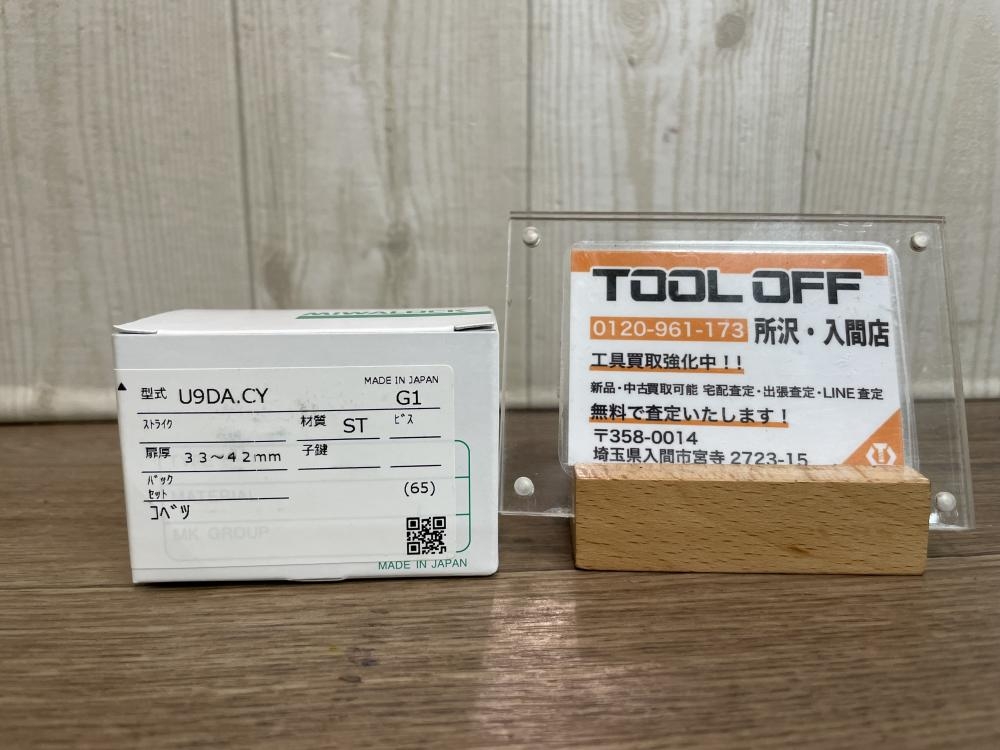 MIWALOCK
MADE IN JAPAN
型式 U9DA.CY G1
ストライク 材質 ST ビス
扉厚 33～42mm 子鍵
バックセット (65)
コベツ
MATERIAL
MK GROUP
MADE IN JAPAN
TOOL OFF
0120-961-173 所沢・入間店
工具買取強化中！！
新品・中古買取可能 宅配査定・出張査定・LINE査定
無料で査定いたします！
〒358-0014
埼玉県入間市宮寺 2723-15